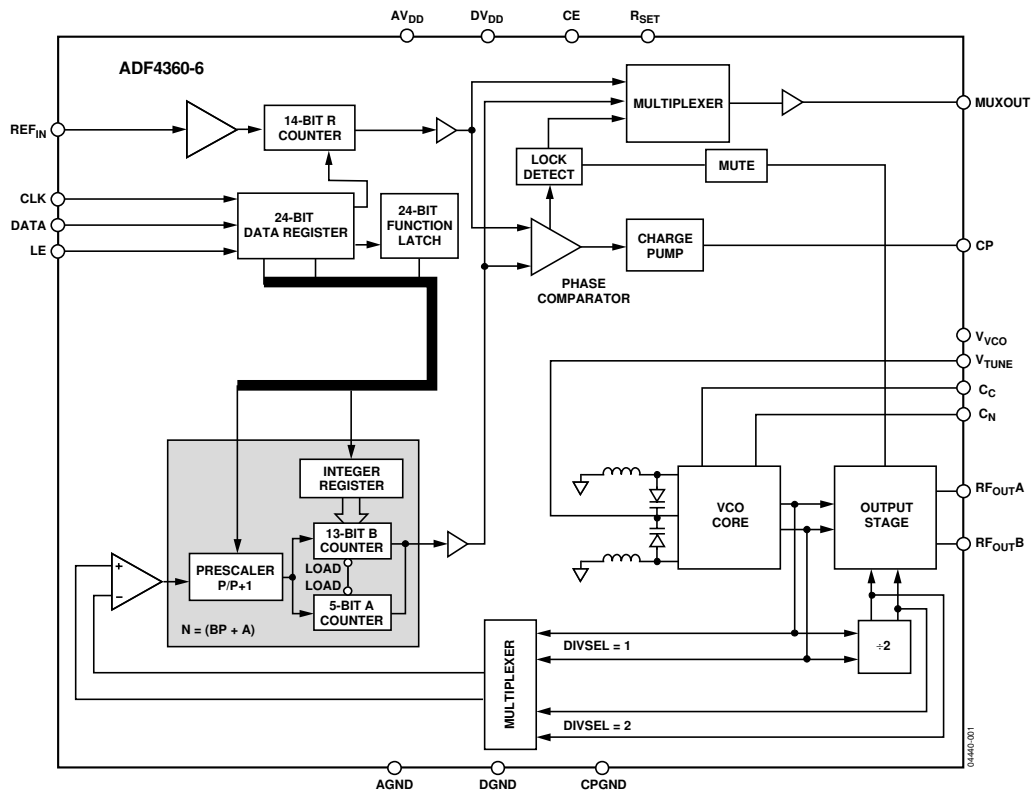 AVDD
DVDD
CE
RSET
ADF4360-6
REFIN
14-BIT R
COUNTER
MULTIPLEXER
MUXOUT
LOCK
DETECT
MUTE
CLK
DATA
LE
24-BIT
DATA REGISTER
24-BIT
FUNCTION
LATCH
CHARGE
PUMP
CP
PHASE
COMPARATOR
VVCO
VTUNE
CC
CN
INTEGER
REGISTER
13-BIT B
COUNTER
LOAD
LOAD
5-BIT A
COUNTER
PRESCALER
P/P+1
+
−
N = (BP + A)
VCO
CORE
OUTPUT
STAGE
RFOUTA
RFOUTB
MULTIPLEXER
DIVSEL = 1
DIVSEL = 2
÷2
AGND
DGND
CPGND
04440-001